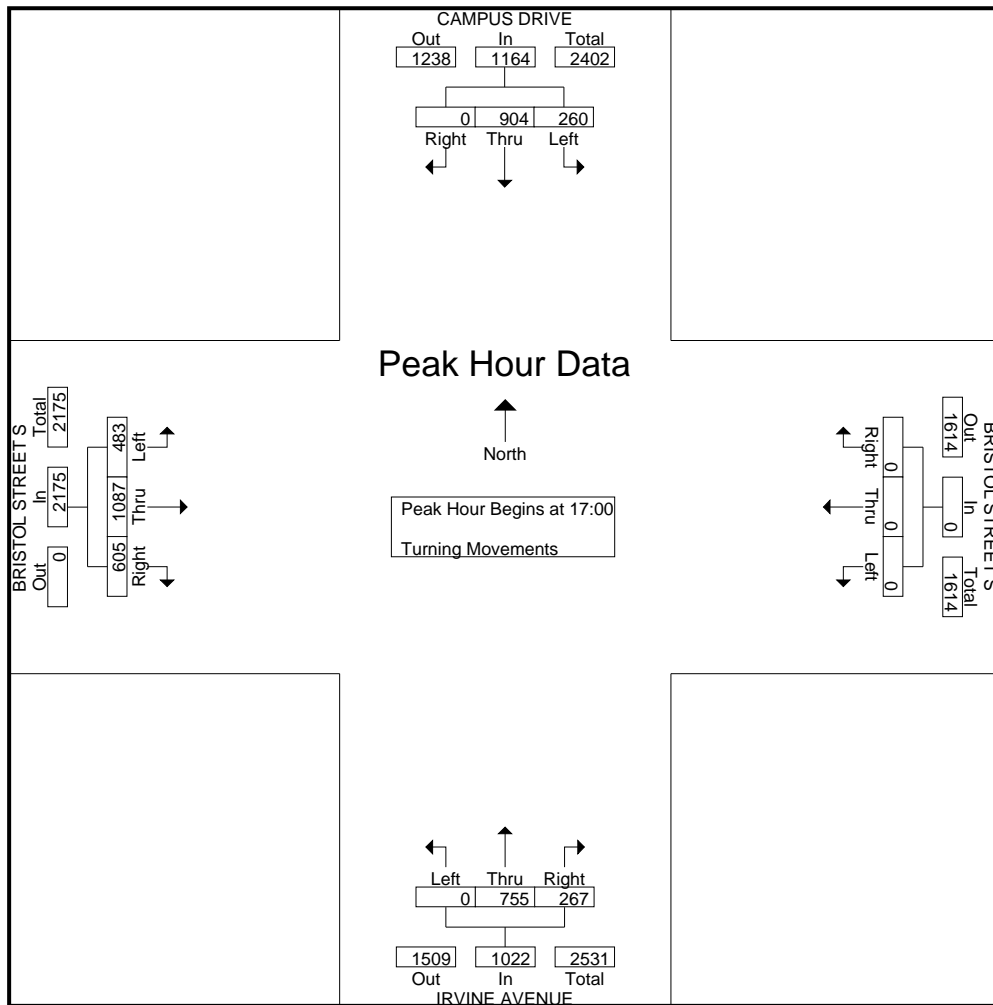 CAMPUS DRIVE
Out In Total
1238 1164 2402
0 904 260
Right Thru Left
Peak Hour Data
North
Peak Hour Begins at 17:00
Turning Movements
BRISTOL STREET S
Total In Out
2175 2175 0
483 1087 605
Left Thru Right
BRISTOL STREET S
Out In Total
1614 0 1614
0 0 0
Right Thru Left
Left Thru Right
0 755 267
1509 1022 2531
Out In Total
IRVINE AVENUE